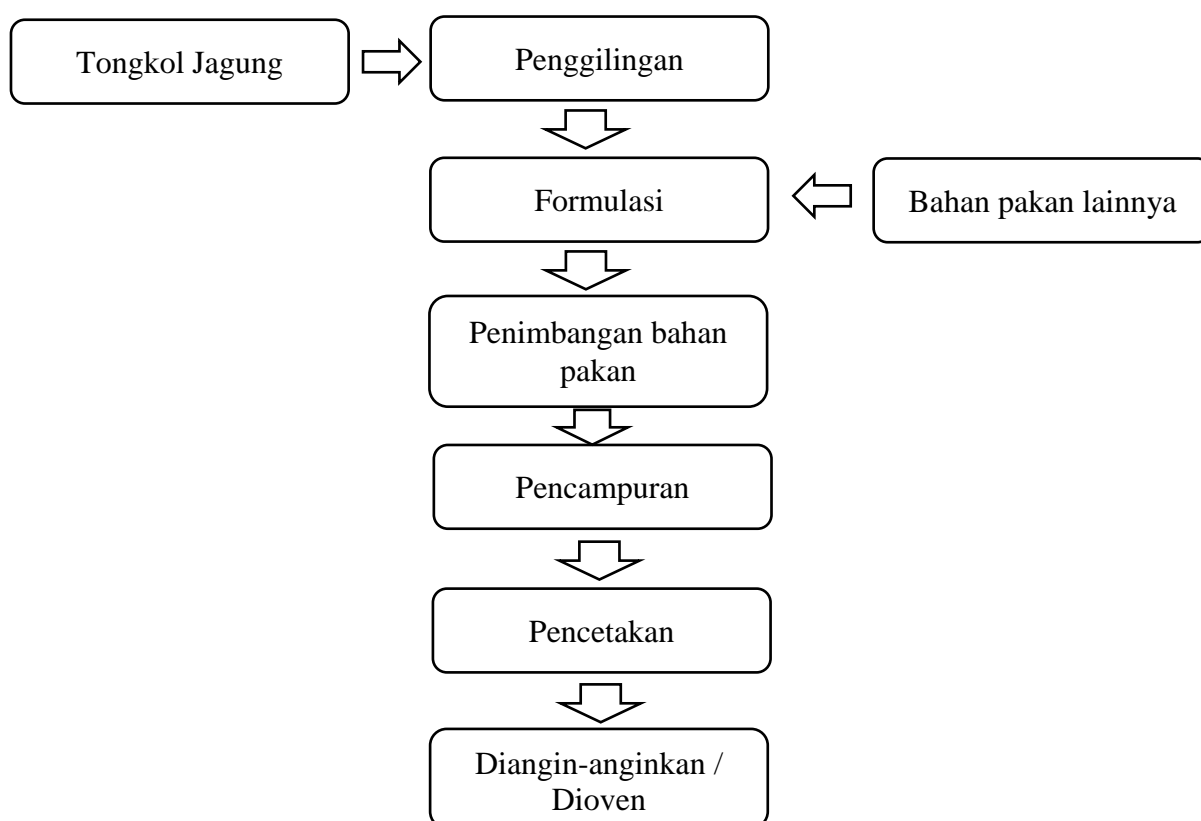 Tongkol Jagung
Penggilingan
Formulasi
Bahan pakan lainnya
Penimbangan bahan
pakan
Pencampuran
Pencetakan
Diangin-anginkan /
Dioven